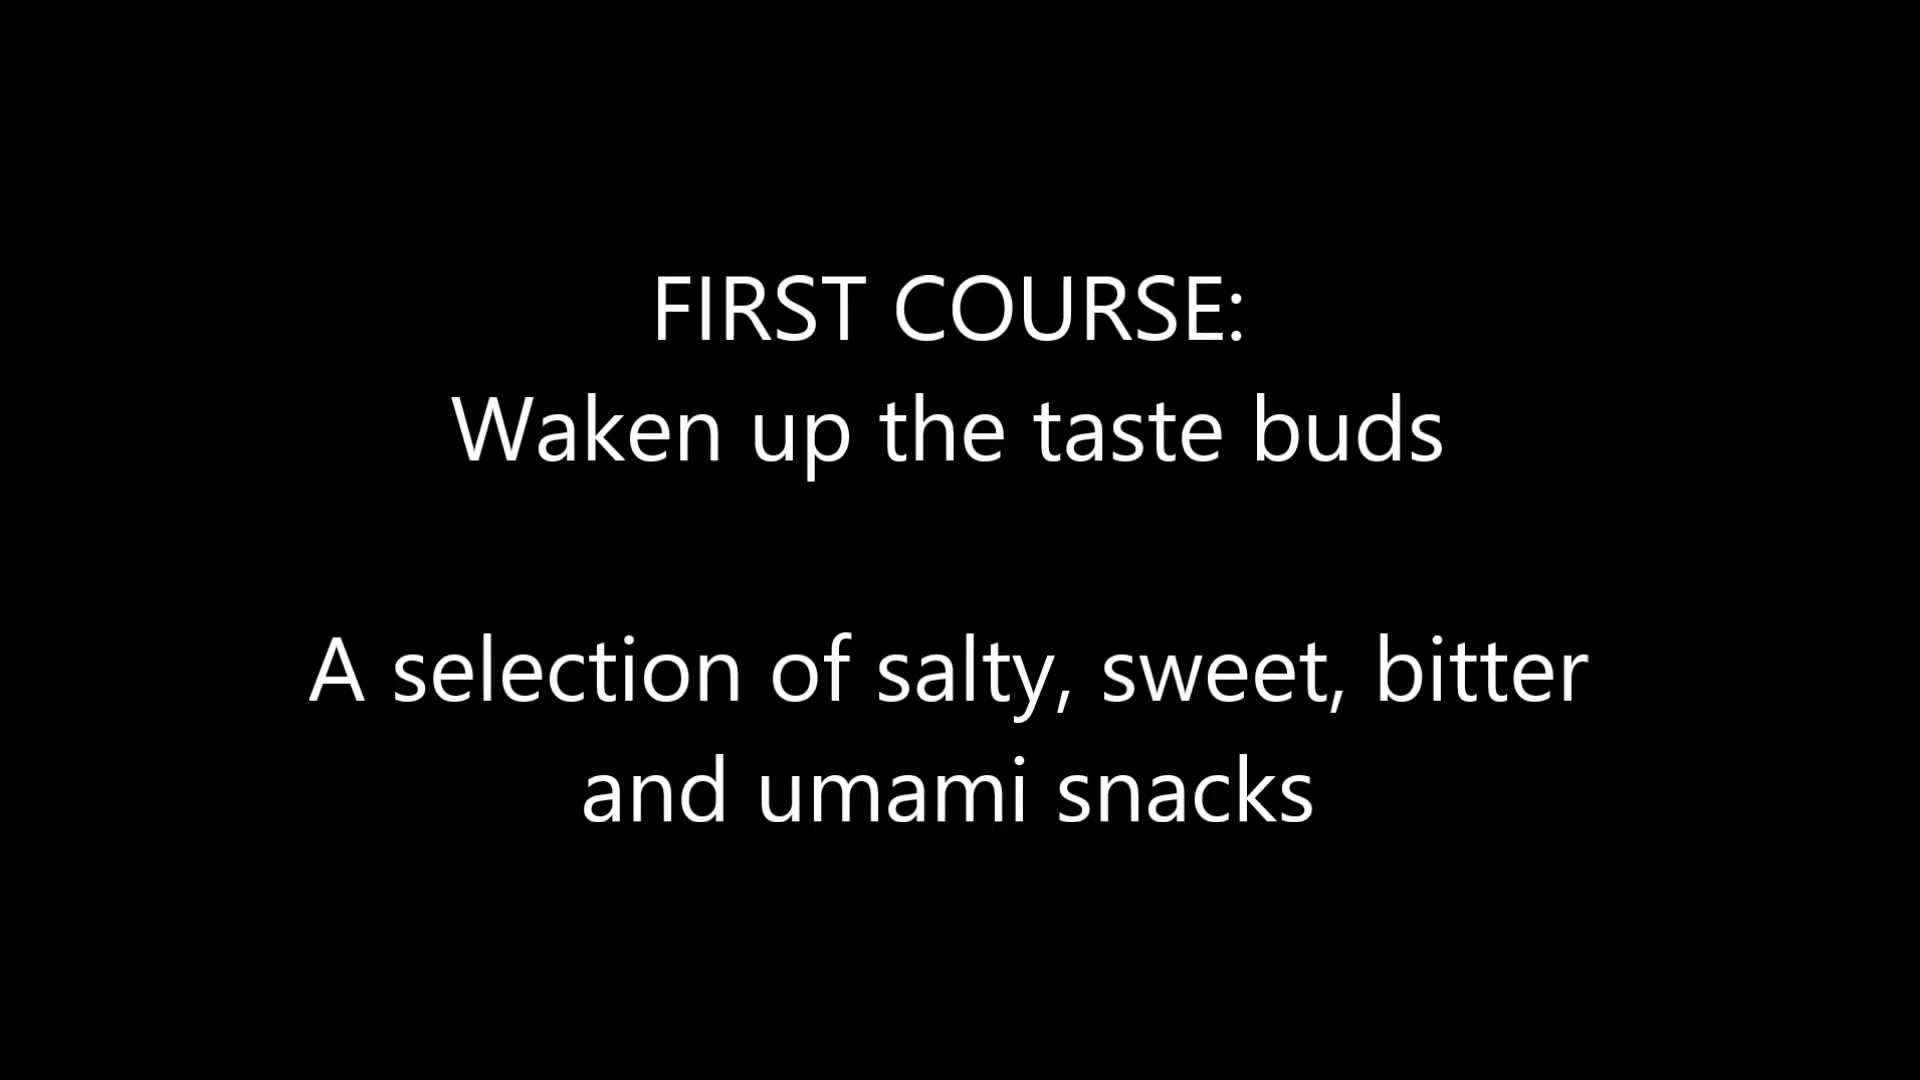 FIRST COURSE:
Waken up the taste buds
A selection of salty, sweet, bitter
and umami snacks